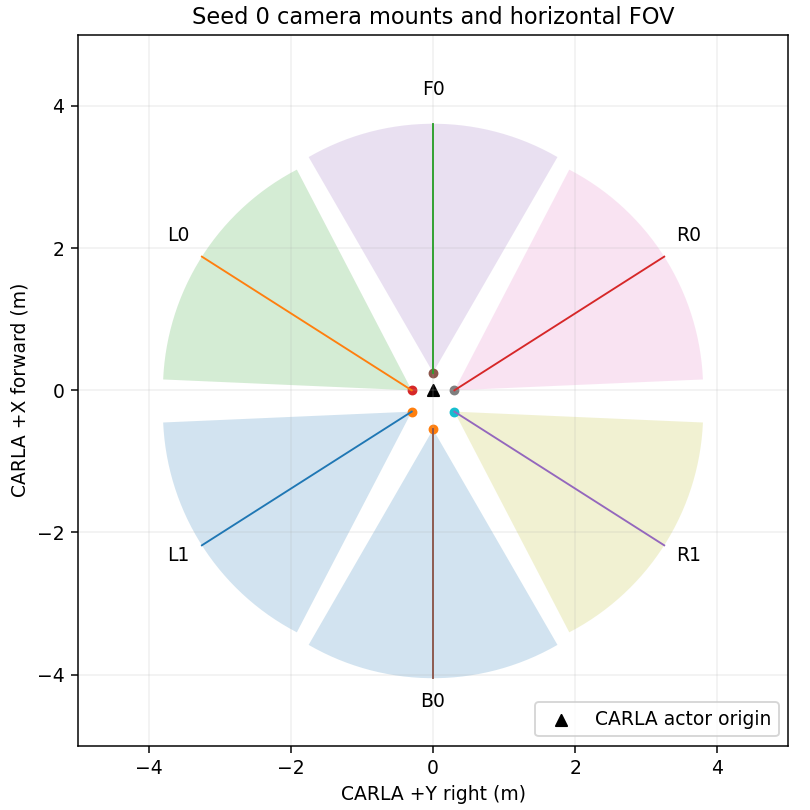 Seed 0 camera mounts and horizontal FOV
F0
L0
R0
L1
R1
B0
CARLA actor origin
4
2
0
−2
−4
−4
−2
0
2
4
CARLA +X forward (m)
CARLA +Y right (m)